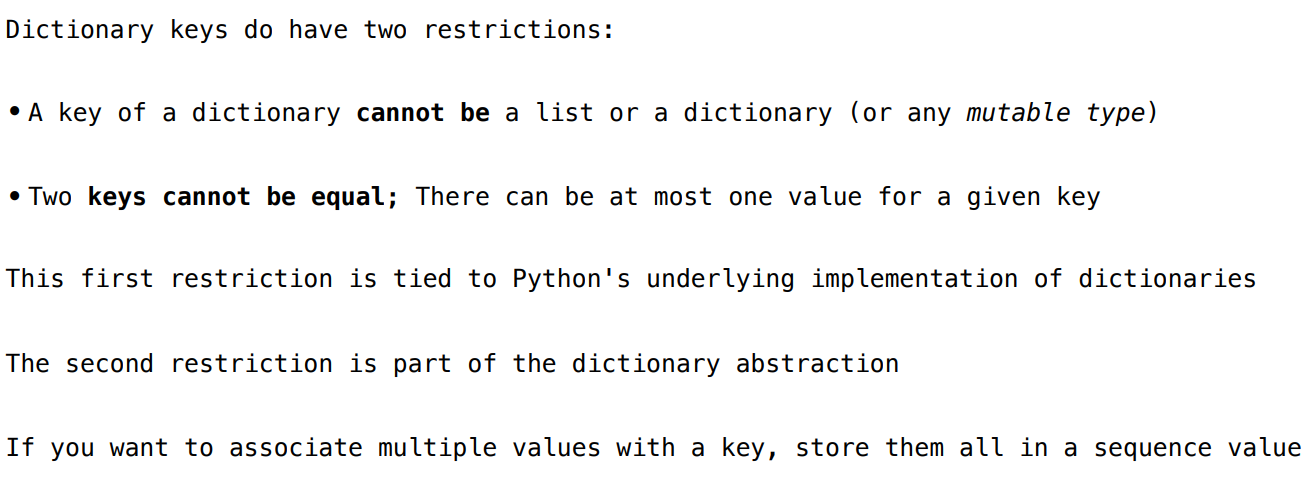 Dictionary keys do have two restrictions:
•A key of a dictionary cannot be a list or a dictionary (or any mutable type)
•Two keys cannot be equal; There can be at most one value for a given key
This first restriction is tied to Python's underlying implementation of dictionaries
The second restriction is part of the dictionary abstraction
If you want to associate multiple values with a key, store them all in a sequence value